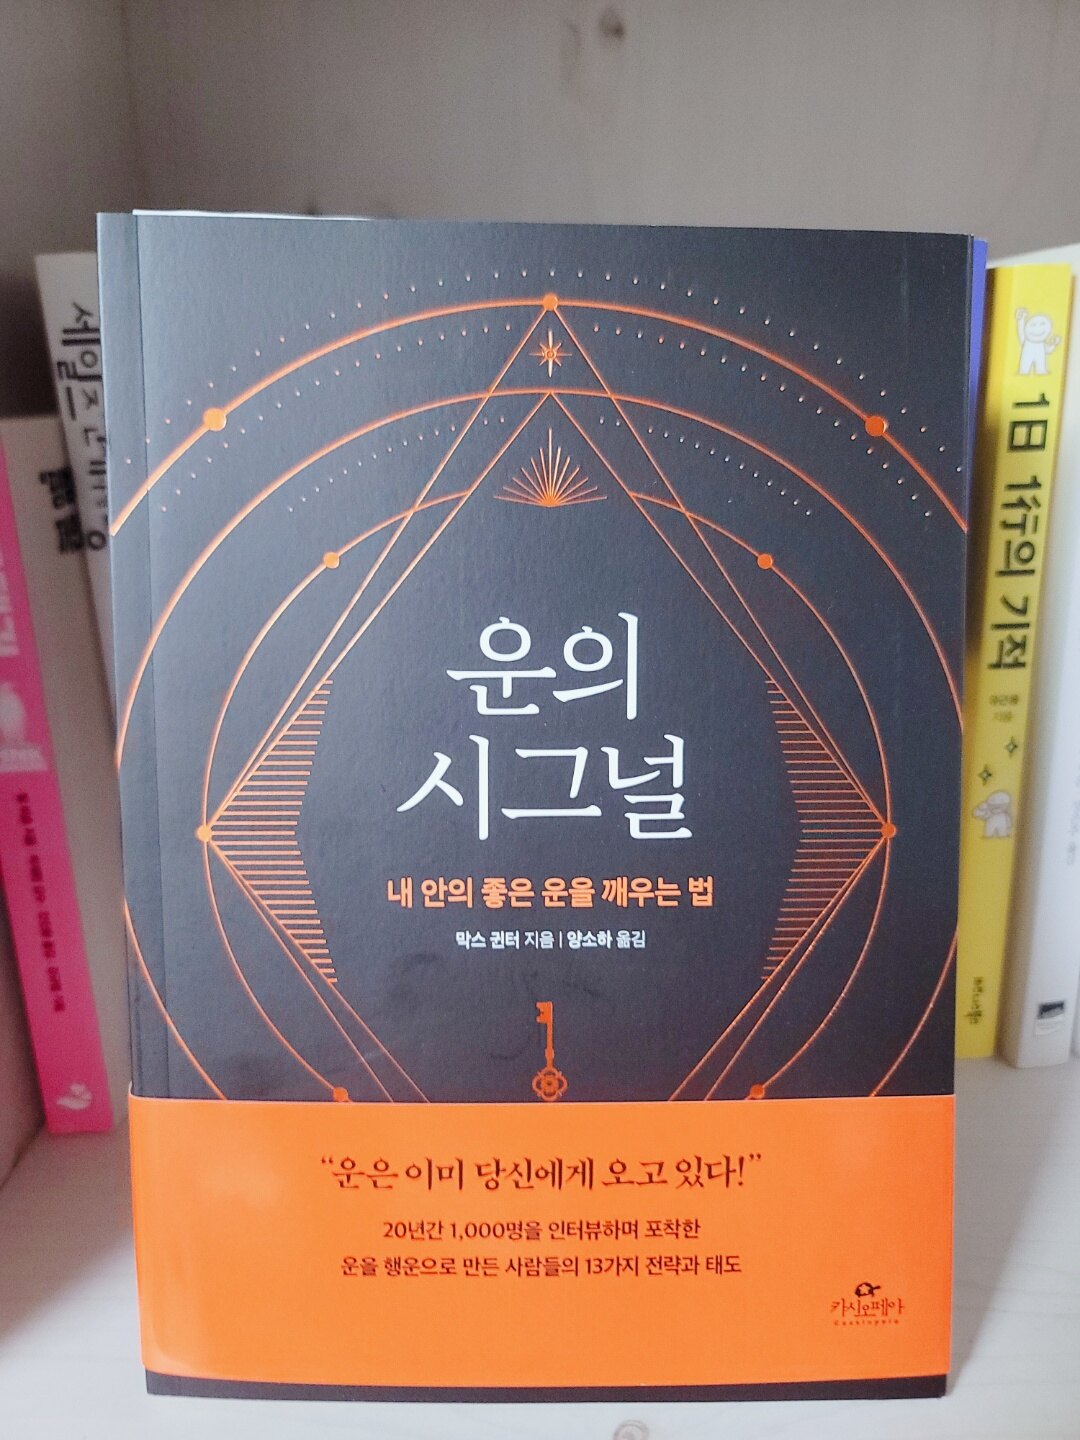 운의
시그널
내 안의 좋은 운을 깨우는 법
막스 귄터 지음 | 양소하 옮김
“운은 이미 당신에게 오고 있다!”
20년간 1,000명을 인터뷰하며 포착한
운을 행운으로 만든 사람들의 13가지 전략과 태도
카시오페아
Cassiopeia
세일즈
1日 1行의 기적